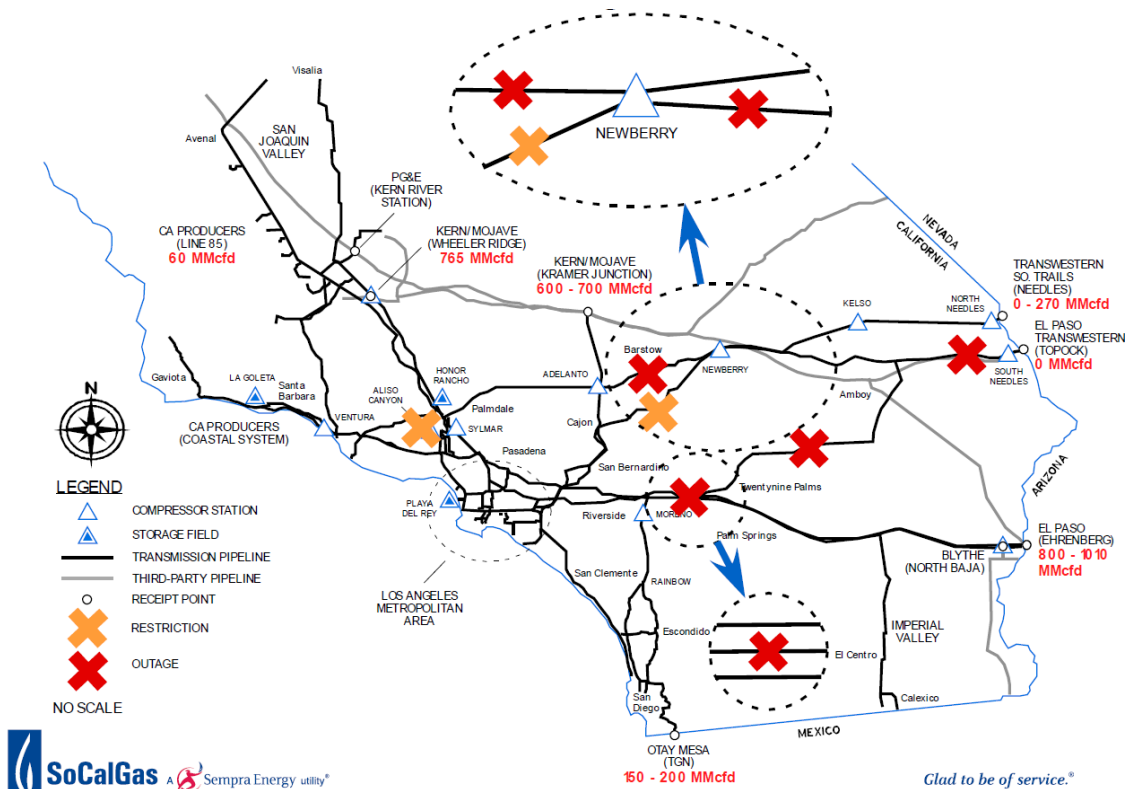 NEWBERRY
Visalia
Avenal
SAN
JOAQUIN
VALLEY
PG&E
(KERN RIVER
STATION)
CA PRODUCERS
(LINE 85)
60 MMcfd
KERN/MOJAVE
(WHEELER RIDGE)
765 MMcfd
KERN/MOJAVE
(KRAMER JUNCTION)
600 - 700 MMcfd
NEVADA
CALIFORNIA
TRANSWESTERN
SO. TRAILS
(NEEDLES)
0 - 270 MMcfd
KELSO
NORTH
NEEDLES
EL PASO
TRANSWESTERN
(TOPOCK)
0 MMcfd
SOUTH
NEEDLES
Barstow
NEWBERRY
Amboy
ADELANTO
Cajon
HONOR
RANCHO
Palmdale
ALISO
CANYON
SYLMAR
Pasadena
Gaviota
LA GOLETA
Santa
Barbara
VENTURA
CA PRODUCERS
(COASTAL SYSTEM)
N
San Bernardino
Twentynine Palms
PLAYA
DEL REY
Riverside
MORENO
Palm Springs
ARIZONA
EL PASO
(EHRENBERG)
800 - 1010
MMcfd
BLYTHE
(NORTH BAJA)
LEGEND
COMPRESSOR STATION
STORAGE FIELD
TRANSMISSION PIPELINE
THIRD-PARTY PIPELINE
RECEIPT POINT
RESTRICTION
OUTAGE
NO SCALE
LOS ANGELES
METROPOLITAN
AREA
San Clemente
RAINBOW
Escondido
San
Diego
IMPERIAL
VALLEY
El Centro
Calexico
MEXICO
OTAY MESA
(TGN)
150 - 200 MMcfd
SoCalGas
A Sempra Energy utility®
Glad to be of service.®